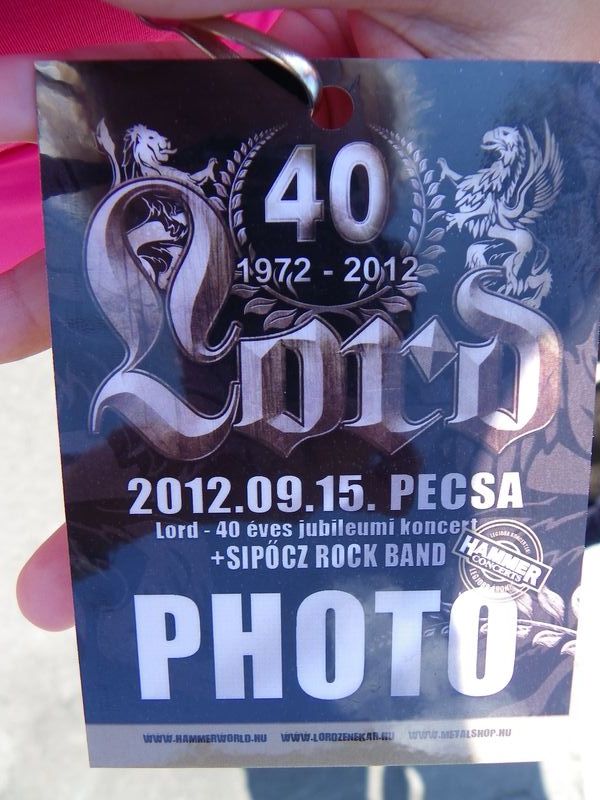 40
1972 - 2012
Lord
2012.09.15. PECSA
Lord - 40 éves jubileumi koncert
+SIPŐCZ ROCK BAND
HAMMER
CONCERTS
PHOTO
WWW.HAMMERWORLD.HU WWW.LORDZENEKAR.HU WWW.METALSHOP.HU